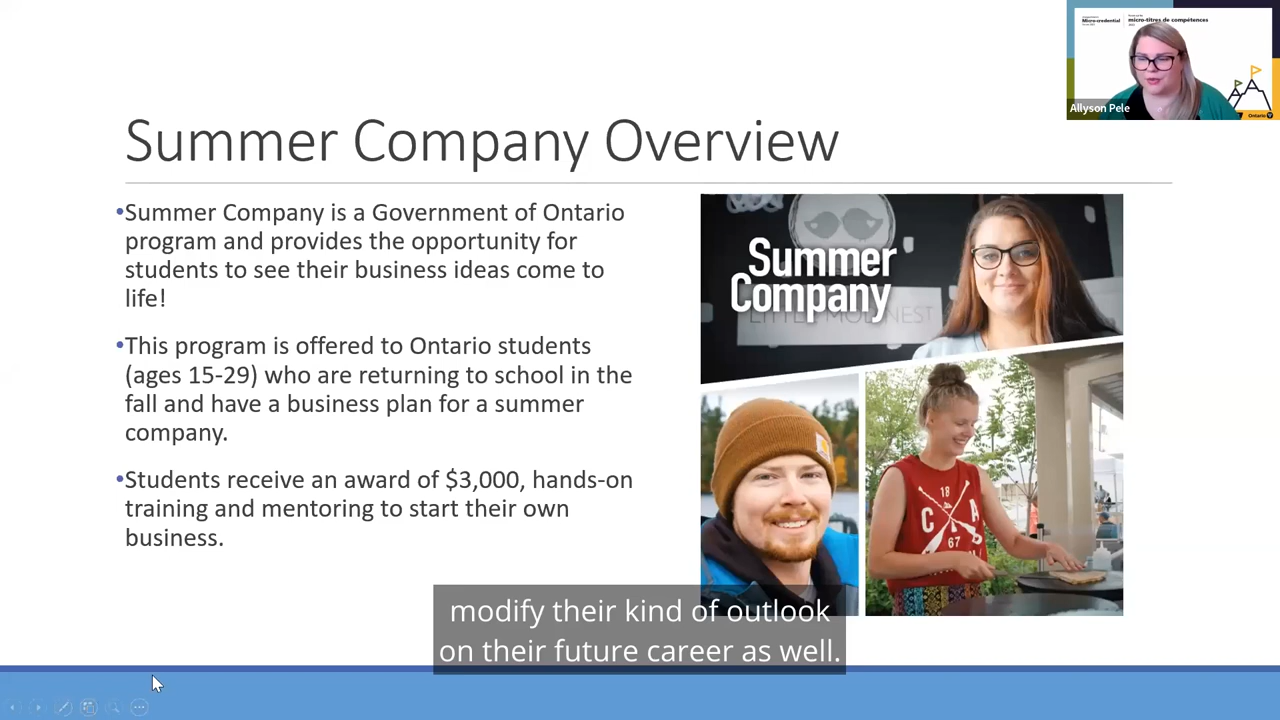 Micro-credential
micro-titres de compétences
Allyson Pele
Ontario
Summer Company Overview
•Summer Company is a Government of Ontario
program and provides the opportunity for
students to see their business ideas come to
life!
•This program is offered to Ontario students
(ages 15-29) who are returning to school in the
fall and have a business plan for a summer
company.
•Students receive an award of $3,000, hands-on
training and mentoring to start their own
business.
Summer
Company
18
C A
67
modify their kind of outlook
on their future career as well.